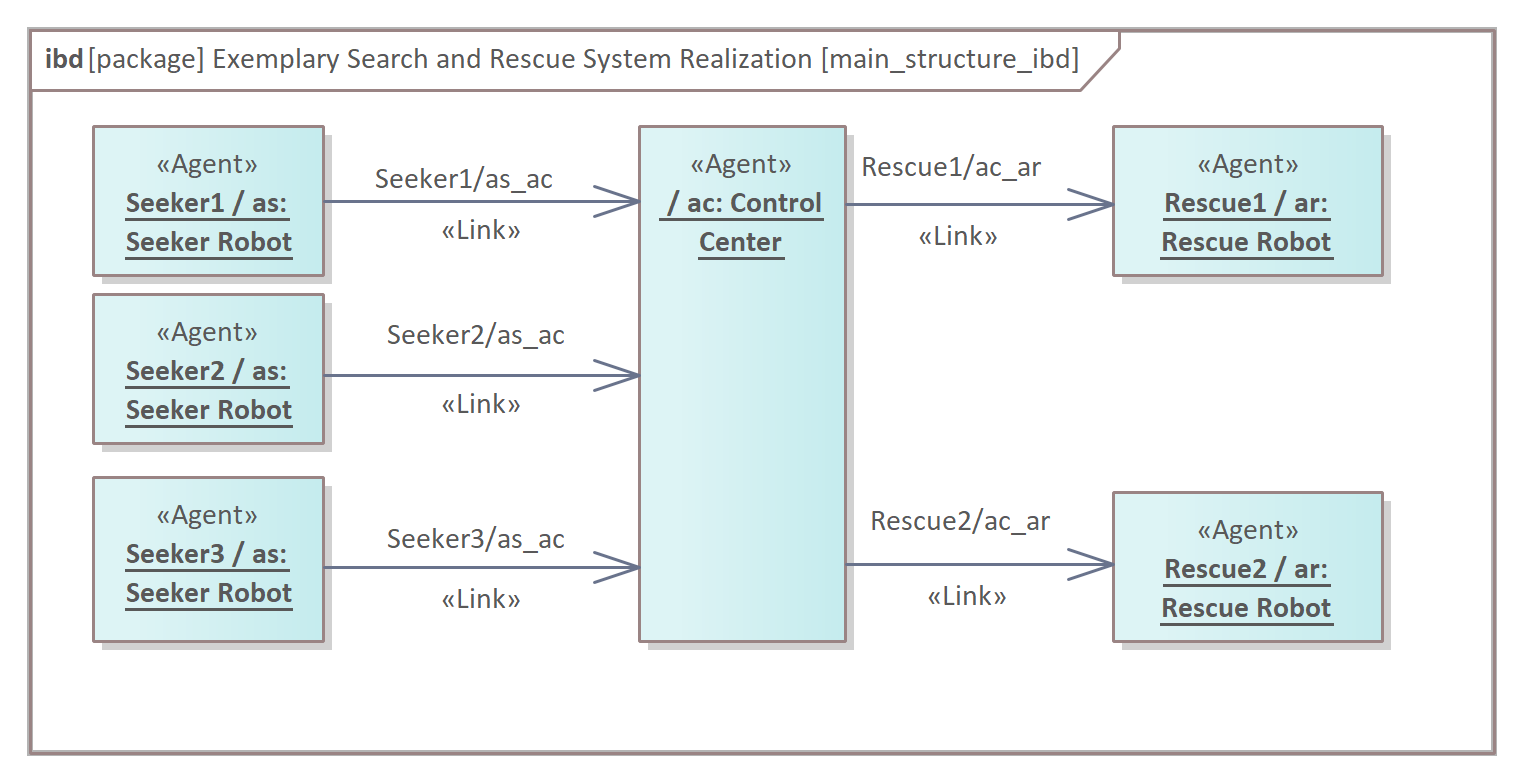 ibd [package] Exemplary Search and Rescue System Realization [main_structure_ibd]
«Agent»
Seeker1 / as:
Seeker Robot
Seeker1/as_ac
«Link»
«Agent»
/ ac: Control
Center
Rescue1/ac_ar
«Link»
«Agent»
Rescue1 / ar:
Rescue Robot
«Agent»
Seeker2 / as:
Seeker Robot
Seeker2/as_ac
«Link»
«Agent»
Seeker3 / as:
Seeker Robot
Seeker3/as_ac
«Link»
Rescue2/ac_ar
«Link»
«Agent»
Rescue2 / ar:
Rescue Robot